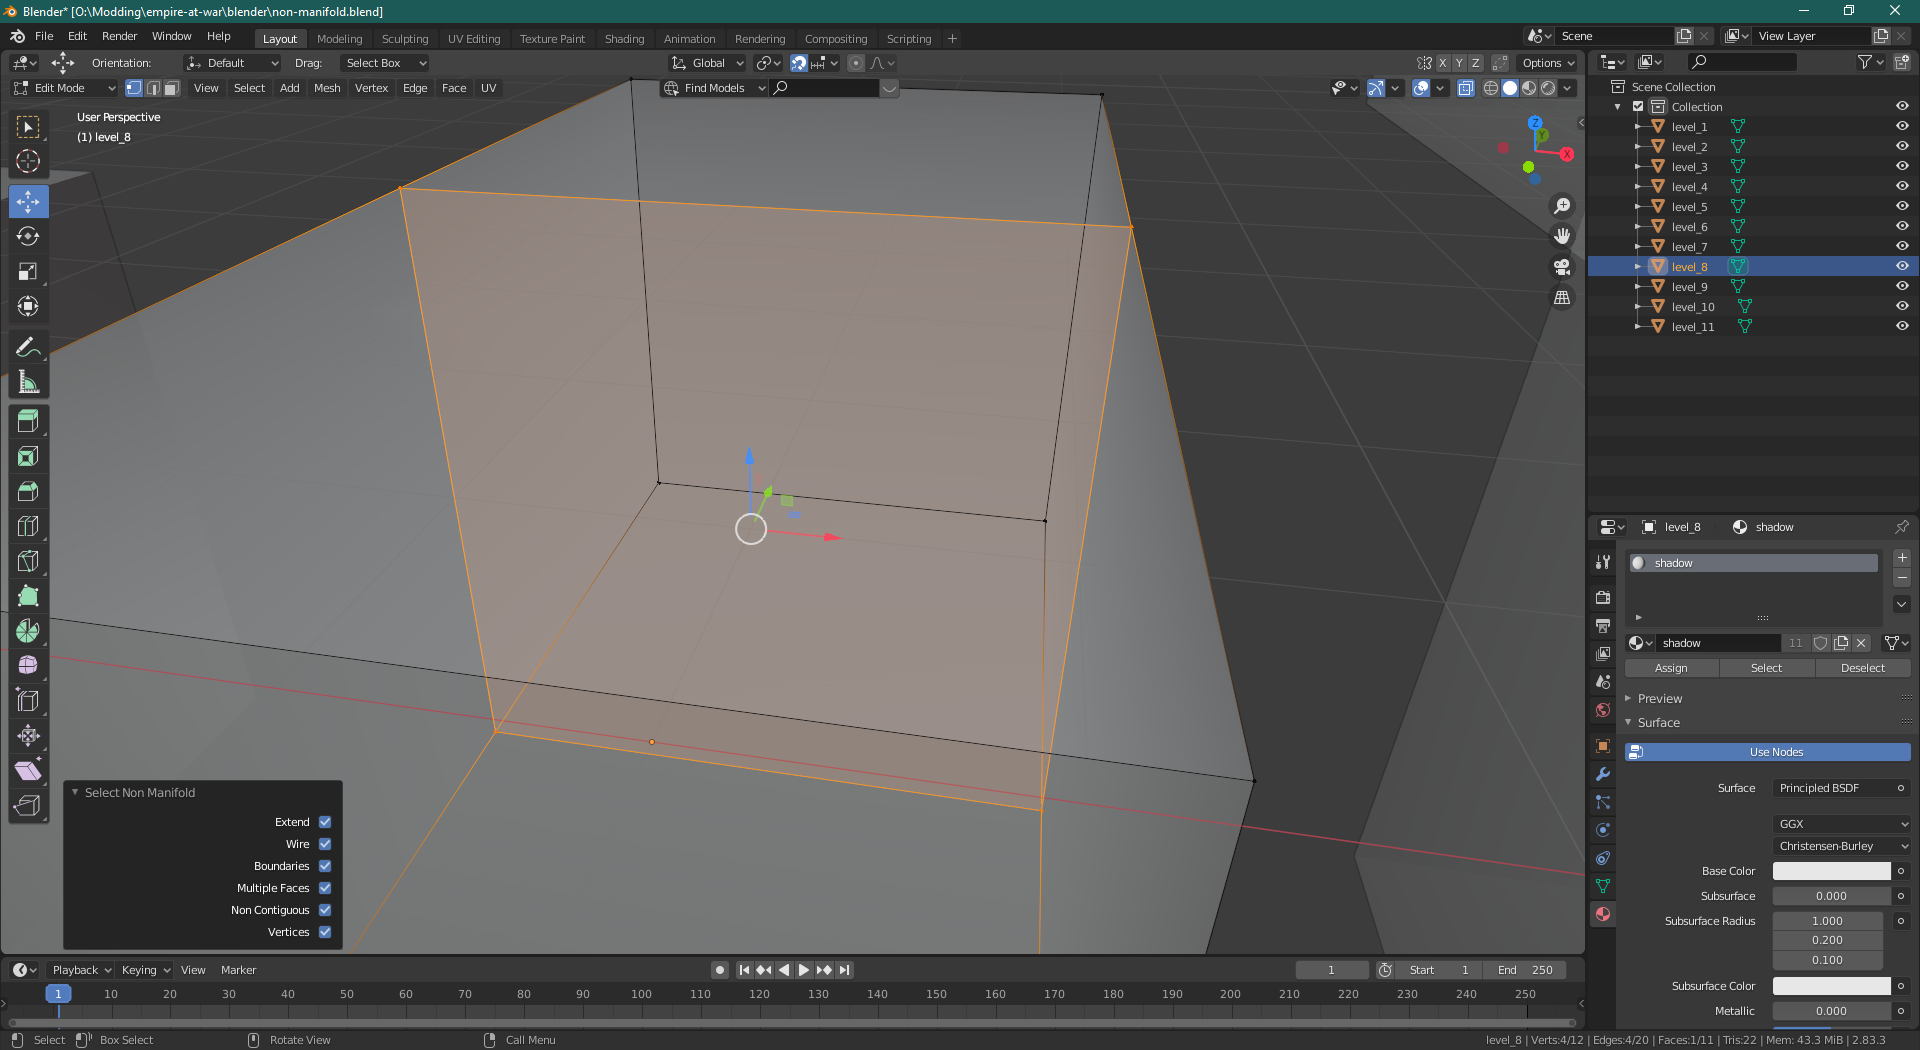 Blender* [O:\Modding\empire-at-war\blender\non-manifold.blend]
File Edit Render Window Help Layout Modeling Sculpting UV Editing Texture Paint Shading Animation Rendering Compositing Scripting + Scene View Layer
Orientation: Default Drag: Select Box Global X Y Z Options
Edit Mode View Select Add Mesh Vertex Edge Face UV Find Models
User Perspective
(1) level_8
Z
Y
X
Select Non Manifold
Extend
Wire
Boundaries
Multiple Faces
Non Contiguous
Vertices
Scene Collection
Collection
level_1
level_2
level_3
level_4
level_5
level_6
level_7
level_8
level_9
level_10
level_11
level_8 shadow
shadow
shadow 11
Assign Select Deselect
Preview
Surface
Use Nodes
Surface Principled BSDF
GGX
Christensen-Burley
Base Color
Subsurface 0.000
Subsurface Radius 1.000
0.200
0.100
Subsurface Color
Metallic 0.000
Playback Keying View Marker 1 Start 1 End 250
1 10 20 30 40 50 60 70 80 90 100 110 120 130 140 150 160 170 180 190 200 210 220 230 240 250
Select Box Select Rotate View Call Menu level_8 | Verts:4/12 | Edges:4/20 | Faces:1/11 | Tris:22 | Mem: 43.3 MiB | 2.83.3